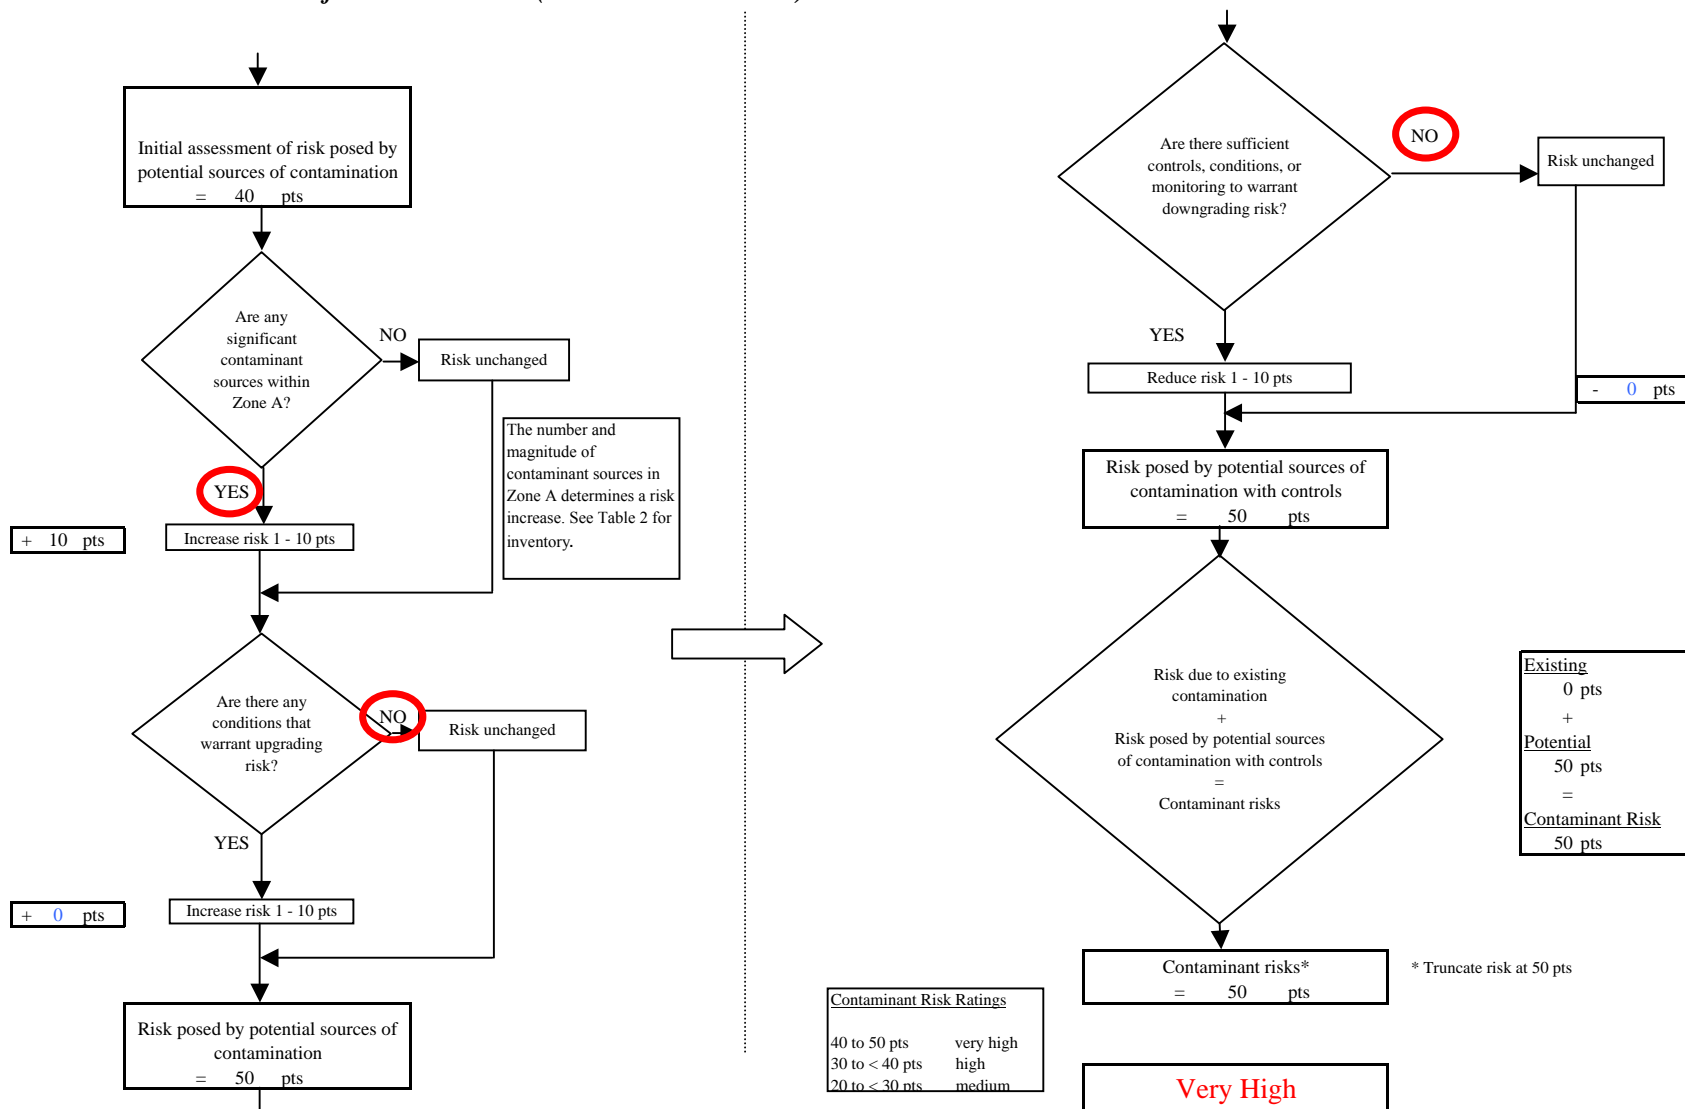 Initial assessment of risk posed by
potential sources of contamination
= 40 pts
Are any
significant
contaminant
sources within
Zone A?
NO
Risk unchanged
The number and
magnitude of
contaminant sources in
Zone A determines a risk
increase. See Table 2 for
inventory.
YES
+ 10 pts
Increase risk 1 - 10 pts
Are there any
conditions that
warrant upgrading
risk?
NO
Risk unchanged
YES
+ 0 pts
Increase risk 1 - 10 pts
Risk posed by potential sources of
contamination
= 50 pts
Are there sufficient
controls, conditions, or
monitoring to warrant
downgrading risk?
NO
Risk unchanged
YES
Reduce risk 1 - 10 pts
- 0 pts
Risk posed by potential sources of
contamination with controls
= 50 pts
Risk due to existing
contamination
+
Risk posed by potential sources
of contamination with controls
=
Contaminant risks
Existing
0 pts
+
Potential
50 pts
=
Contaminant Risk
50 pts
Contaminant risks*
= 50 pts
* Truncate risk at 50 pts
Contaminant Risk Ratings
40 to 50 pts very high
30 to < 40 pts high
20 to < 30 pts medium
Very High